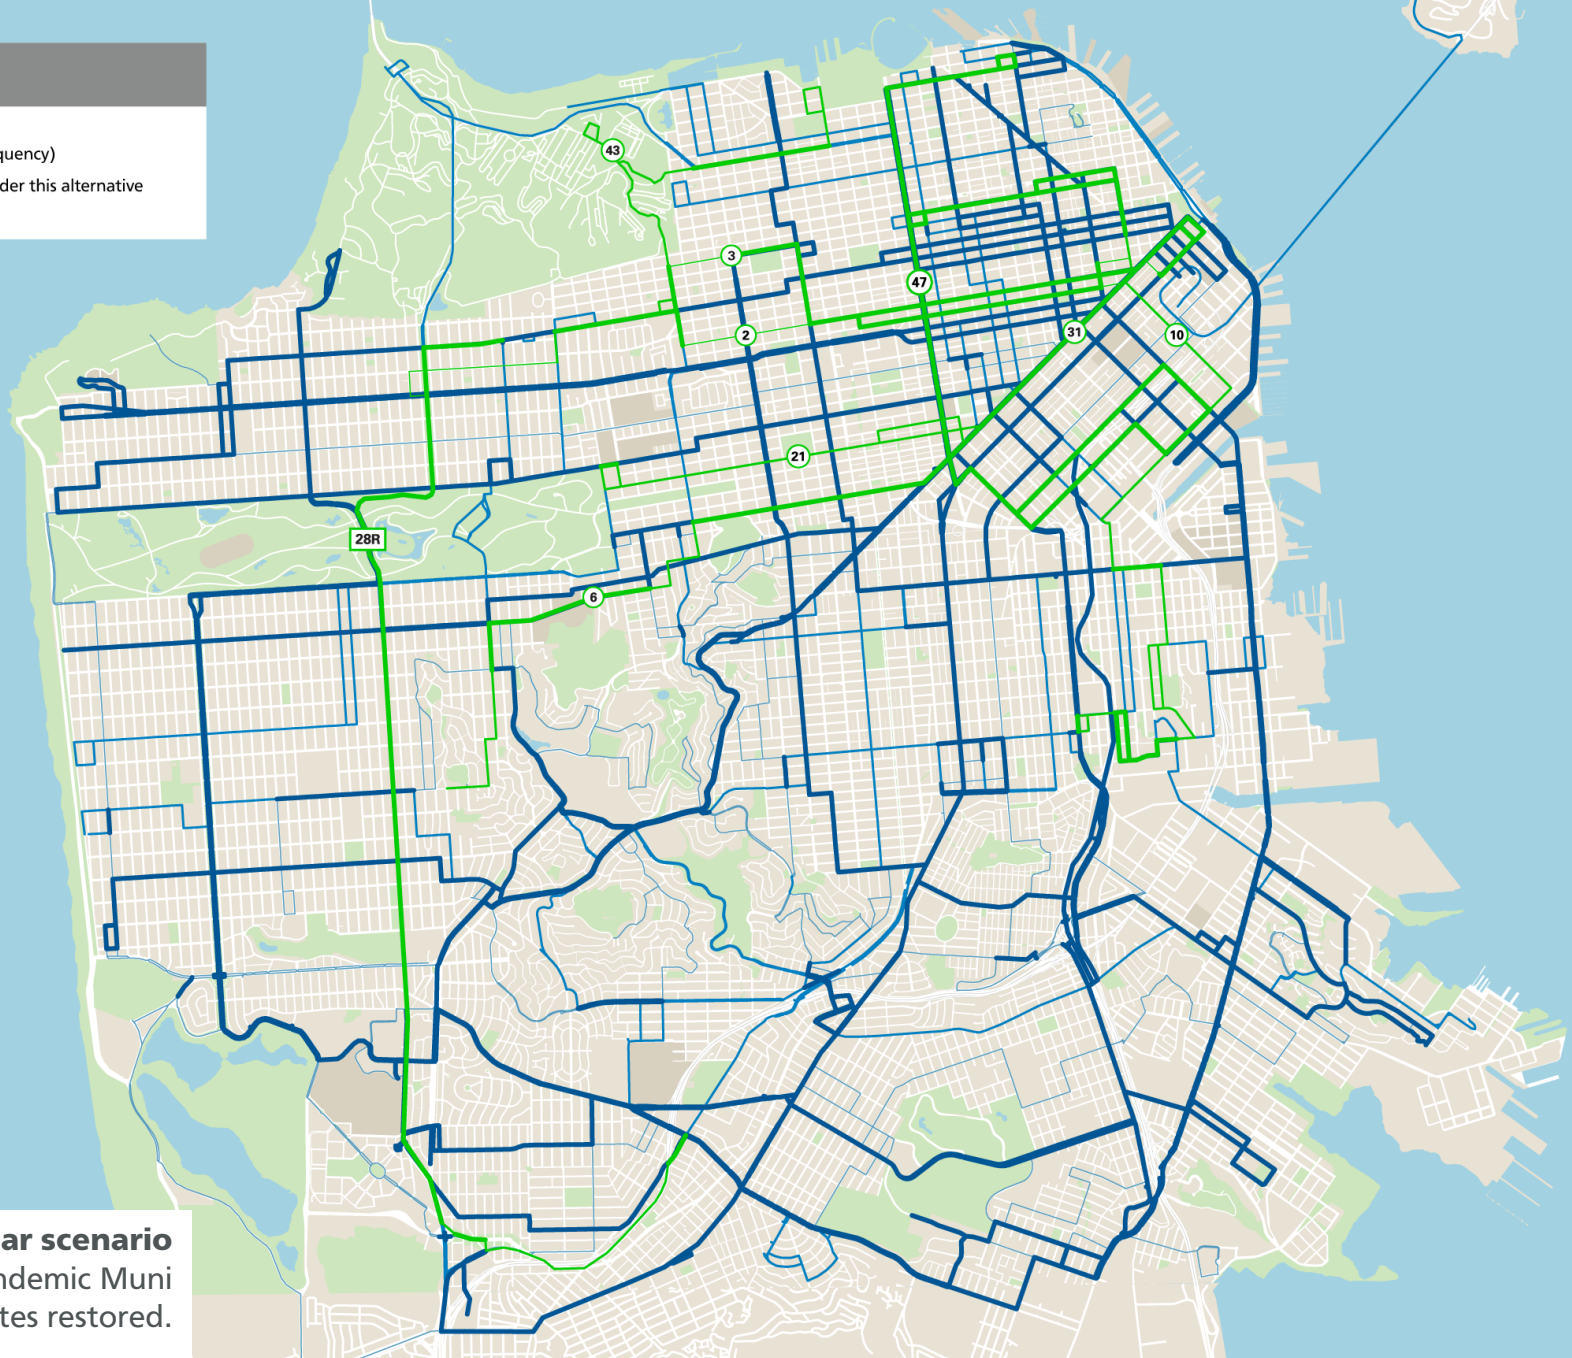 quency)
der this alternative
43
3
47
2
31
10
21
28R
6
ar scenario
ndemic Muni
tes restored.